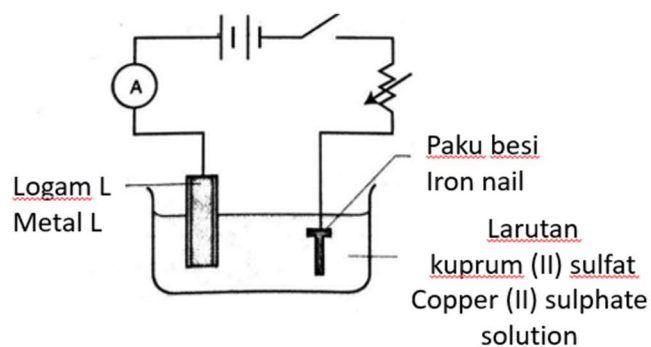 A
Paku besi
Iron nail
Logam L
Metal L
Larutan
kuprum (II) sulfat
Copper (II) sulphate
solution